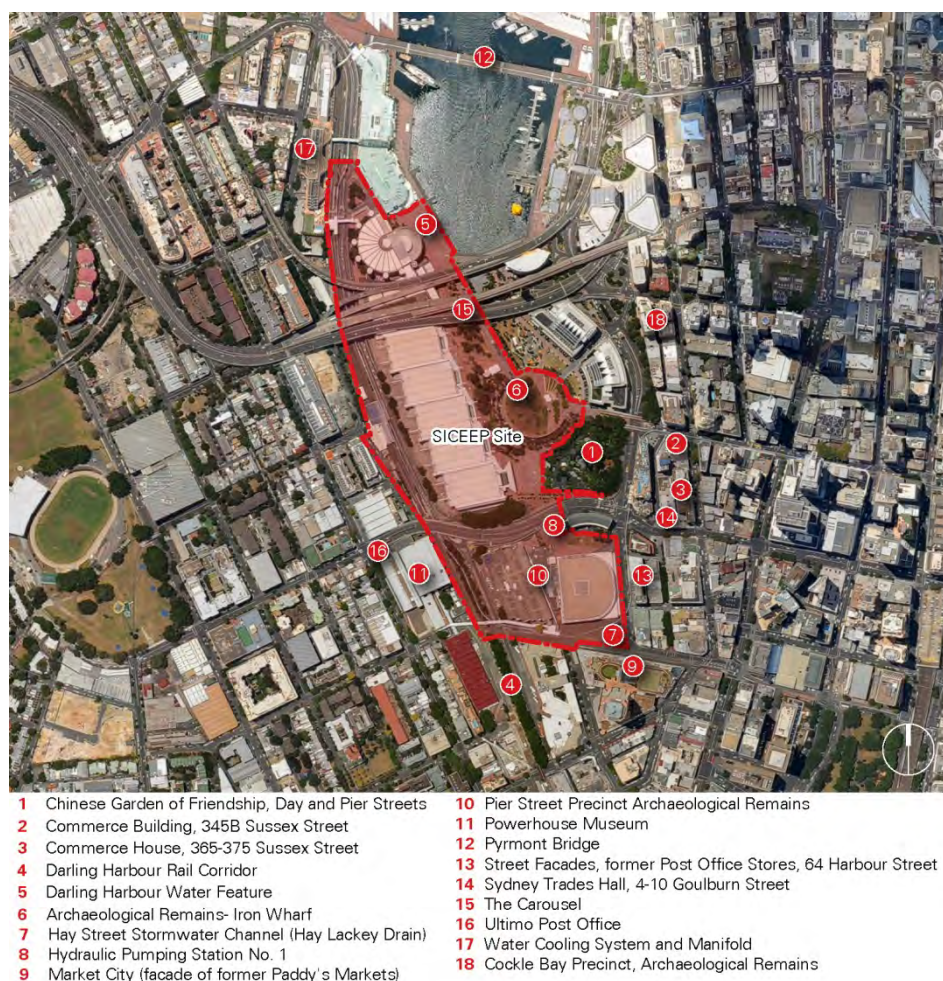 12
17
5
15
18
6
SICEEP Site
1
2
3
14
8
16
11
10
13
7
9
4
1 Chinese Garden of Friendship, Day and Pier Streets
2 Commerce Building, 345B Sussex Street
3 Commerce House, 365-375 Sussex Street
4 Darling Harbour Rail Corridor
5 Darling Harbour Water Feature
6 Archaeological Remains- Iron Wharf
7 Hay Street Stormwater Channel (Hay Lackey Drain)
8 Hydraulic Pumping Station No. 1
9 Market City (facade of former Paddy's Markets)
10 Pier Street Precinct Archaeological Remains
11 Powerhouse Museum
12 Pyrmont Bridge
13 Street Facades, former Post Office Stores, 64 Harbour Street
14 Sydney Trades Hall, 4-10 Goulburn Street
15 The Carousel
16 Ultimo Post Office
17 Water Cooling System and Manifold
18 Cockle Bay Precinct, Archaeological Remains